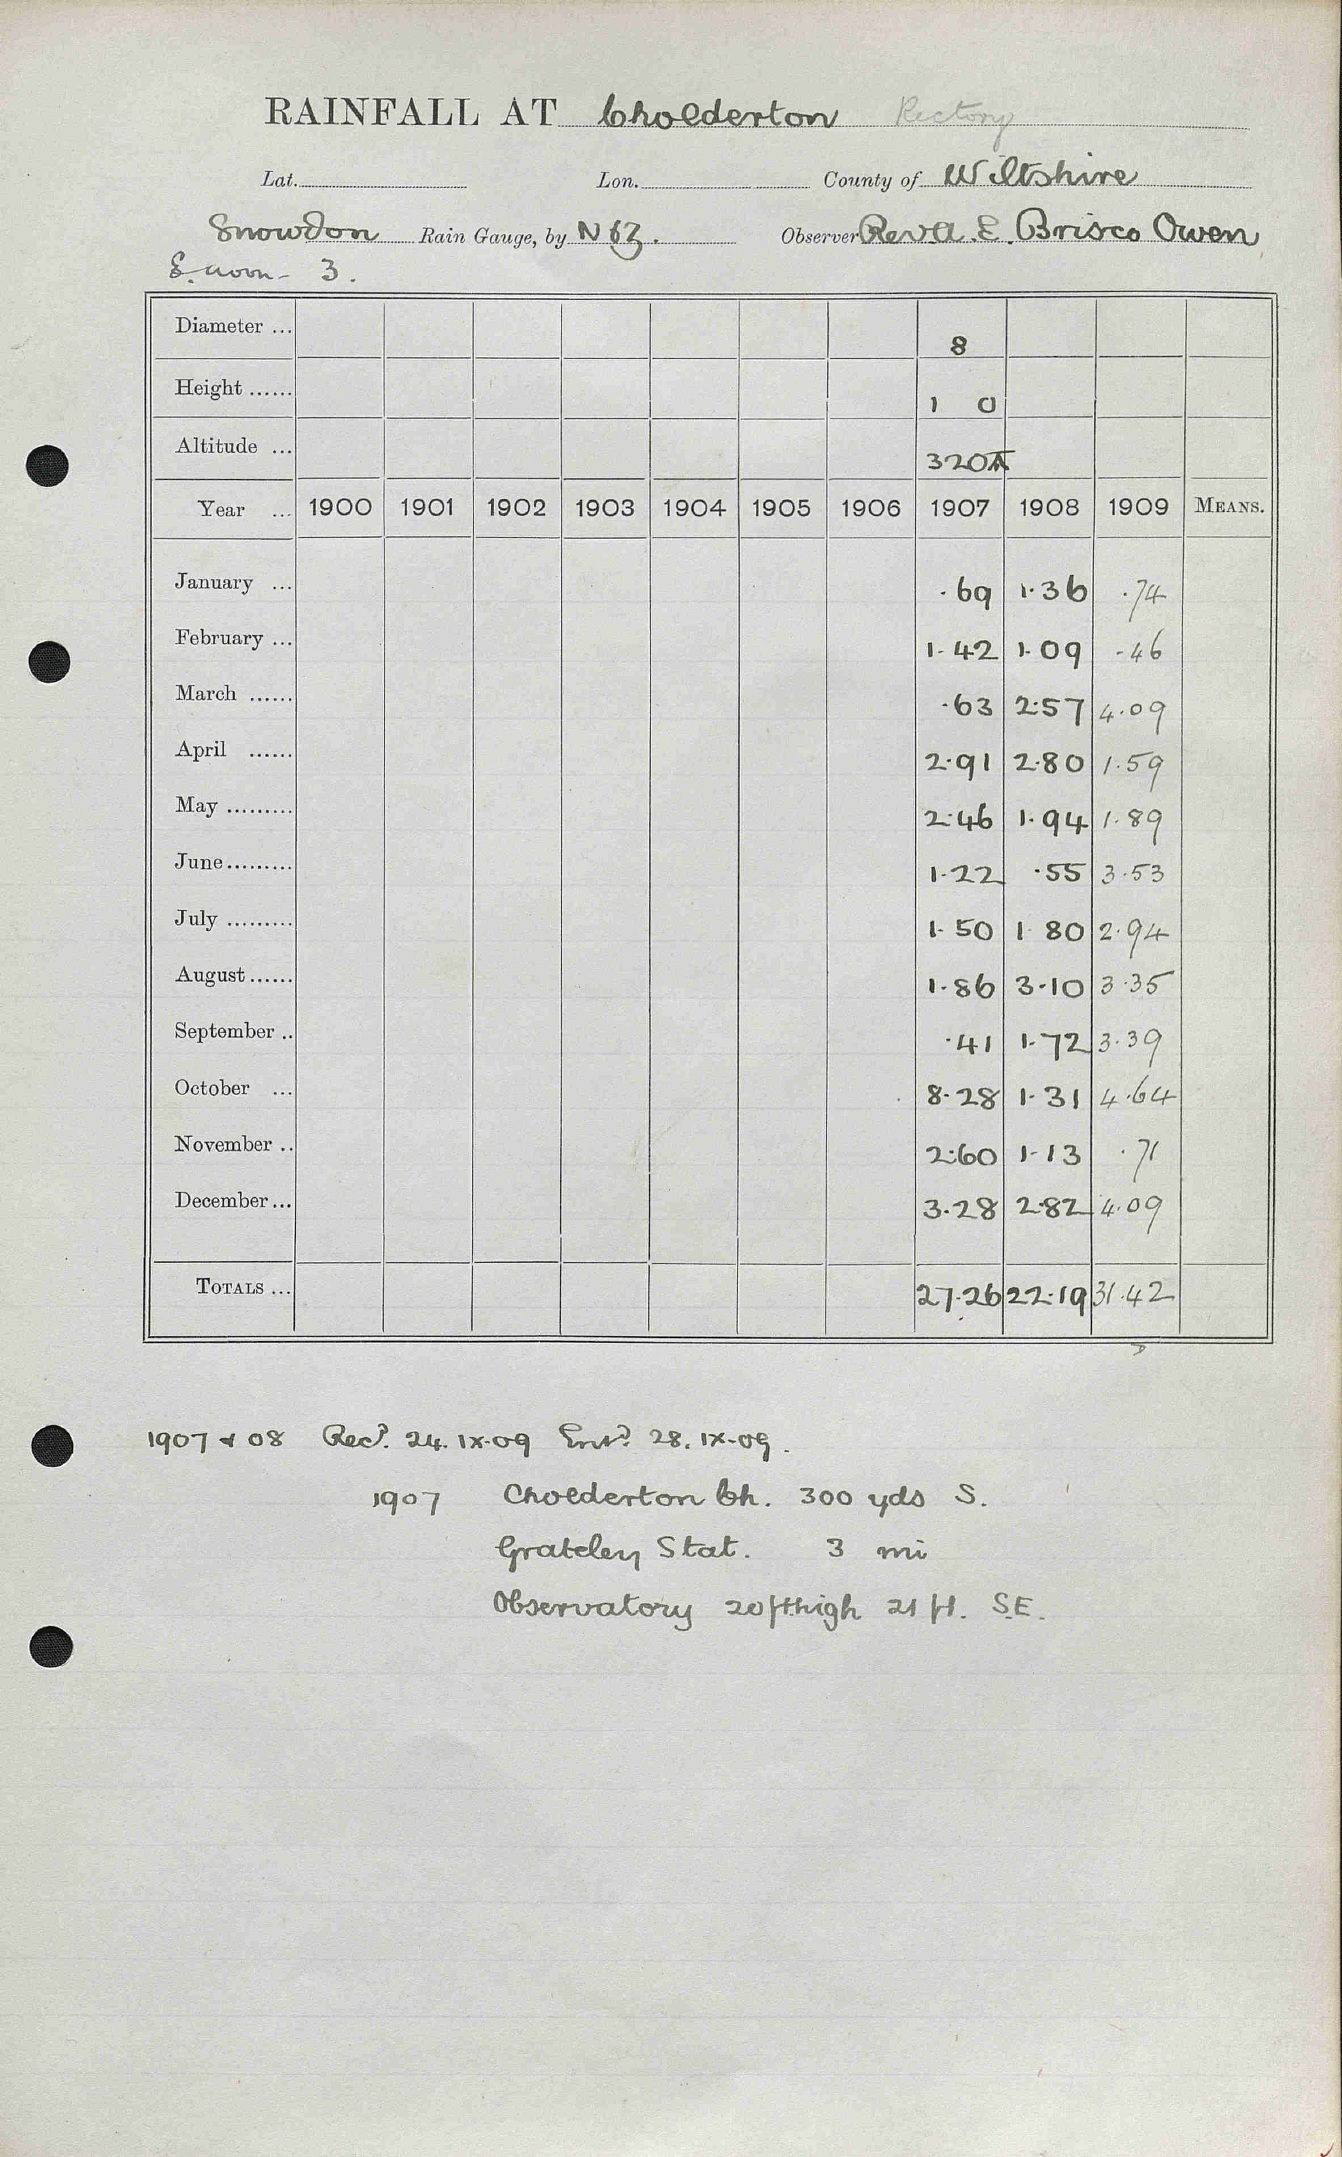 RAINFALL AT Cholderton Rectory
Lat. Lon. County of Wiltshire
Snowdon Rain Gauge, by N & Z. Observer Rev A. E. Brisco Owen
3.
Diameter ... 8
Height ...... 1 0
Altitude ... 320
Year ... 1900 1901 1902 1903 1904 1905 1906 1907 1908 1909 MEANS.
January ... .69 1.36 .74
February ... 1.42 1.09 .46
March ...... .63 2.57 4.09
April ...... 2.91 2.80 1.59
May ......... 2.46 1.94 1.89
June......... 1.22 .55 3.53
July ......... 1.50 1 80 2.94
August...... 1.86 3.10 3.35
September .. .41 1.72 3.39
October ... 8.28 1.31 4.64
November .. 2.60 1.13 .71
December... 3.28 2.82 4.09
TOTALS ... 27.26 22.19 31.42
1907 & 08 Recd. 24. IX.09 Entd. 28. IX.09.
1907 Cholderton Ch. 300 yds S.
Grateley Stat. 3 mi
Observatory 20ft high 21 ft. S.E.